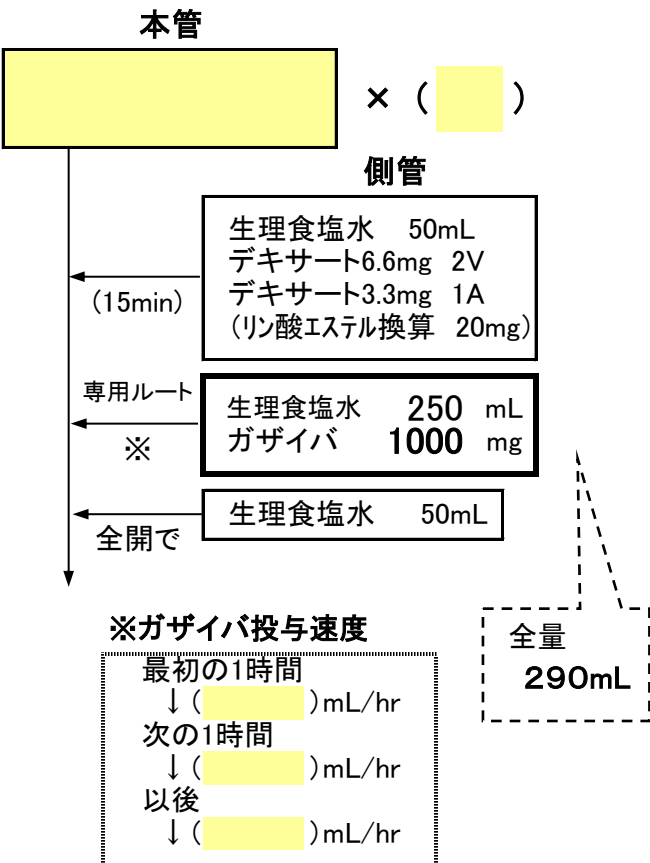 本管
×（　　）
側管
生理食塩水　50mL
デキサート6.6mg 2V
デキサート3.3mg 1A
(リン酸エステル換算 20mg)
(15min)
専用ルート
※
生理食塩水 250 mL
ガザイバ 1000 mg
生理食塩水　50mL
全開で
全量
290mL
※ガザイバ投与速度
最初の1時間
↓(　　)mL/hr
次の1時間
↓(　　)mL/hr
以後
↓(　　)mL/hr